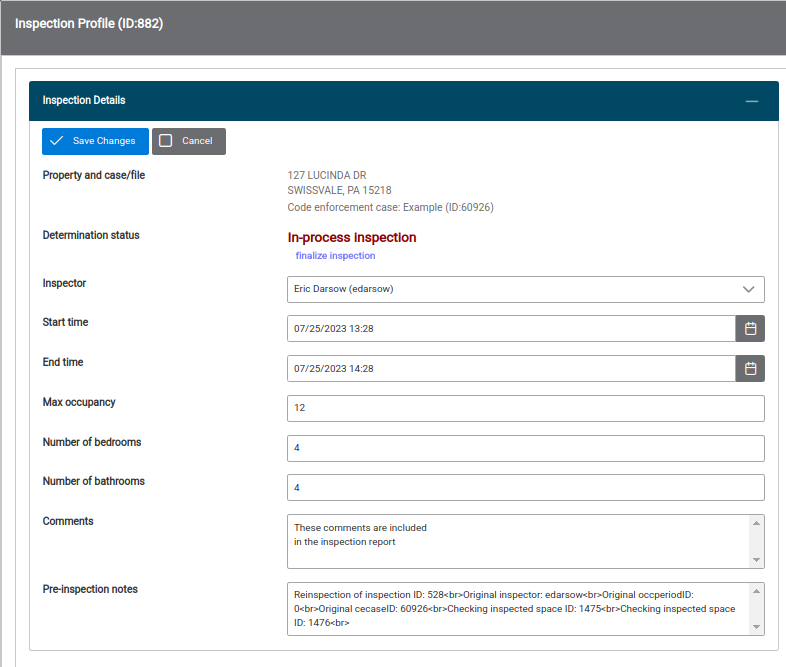 Inspection Profile (ID:882)
Inspection Details
Save Changes
Cancel
Property and case/file
127 LUCINDA DR
SWISSVALE, PA 15218
Code enforcement case: Example (ID:60926)
Determination status
In-process inspection
finalize inspection
Inspector
Eric Darsow (edarsow)
Start time
07/25/2023 13:28
End time
07/25/2023 14:28
Max occupancy
12
Number of bedrooms
4
Number of bathrooms
4
Comments
These comments are included
in the inspection report
Pre-inspection notes
Reinspection of inspection ID: 528<br>Original inspector: edarsow<br>Original occperiodID:
0<br>Original cecaseID: 60926<br>Checking inspected space ID: 1475<br>Checking inspected space
ID: 1476<br>